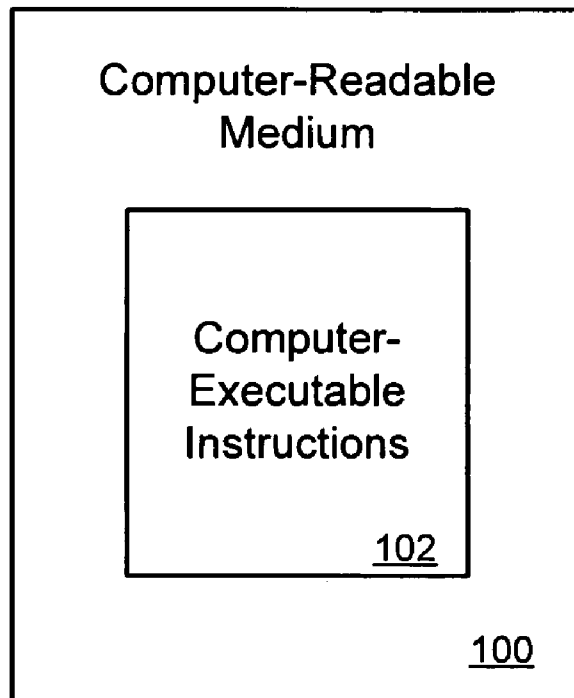 Computer-Readable
Medium
Computer-
Executable
Instructions
102
100